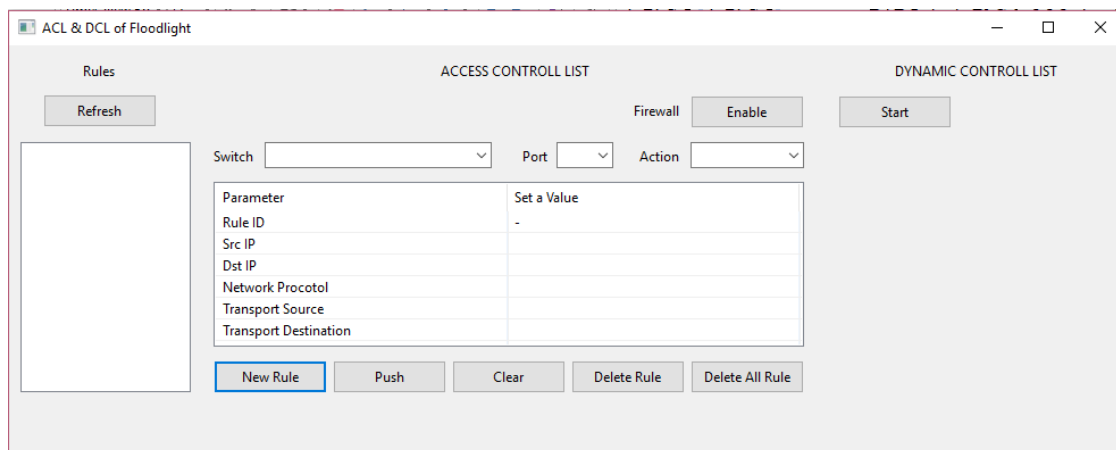 ACL & DCL of Floodlight
Rules
ACCESS CONTROLL LIST
DYNAMIC CONTROLL LIST
Refresh
Firewall
Enable
Start
Switch
Port
Action
Parameter Set a Value
Rule ID -
Src IP
Dst IP
Network Procotol
Transport Source
Transport Destination
New Rule
Push
Clear
Delete Rule
Delete All Rule